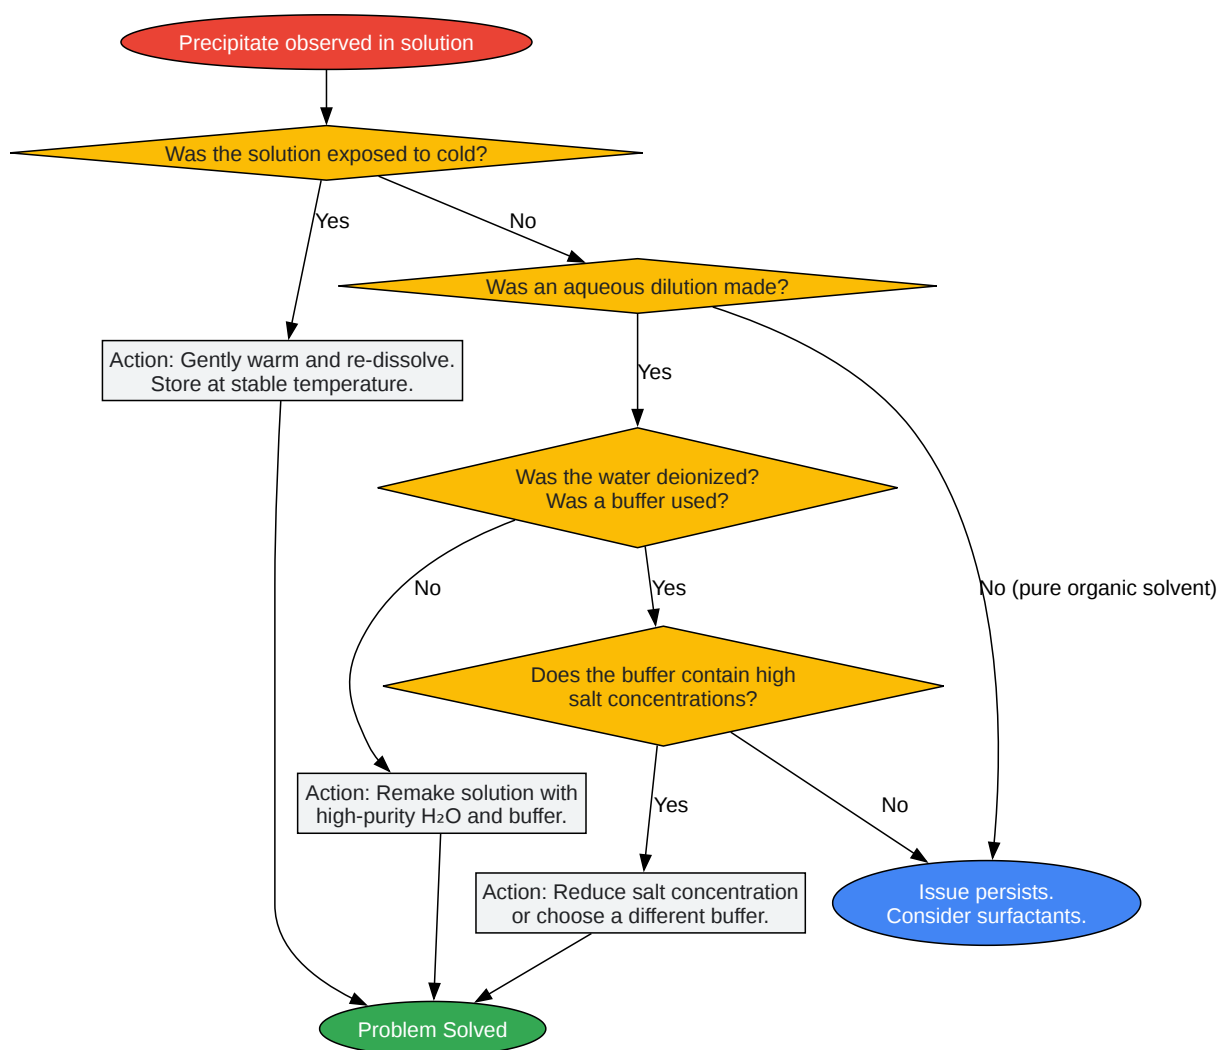 Precipitate observed in solution
Was the solution exposed to cold?
Yes
No
Was an aqueous dilution made?
Action: Gently warm and re-dissolve.
Store at stable temperature.
Yes
Was the water deionized?
Was a buffer used?
No
Yes
No (pure organic solvent)
Does the buffer contain high
salt concentrations?
Action: Remake solution with
high-purity H₂O and buffer.
Yes
No
Action: Reduce salt concentration
or choose a different buffer.
Issue persists.
Consider surfactants.
Problem Solved